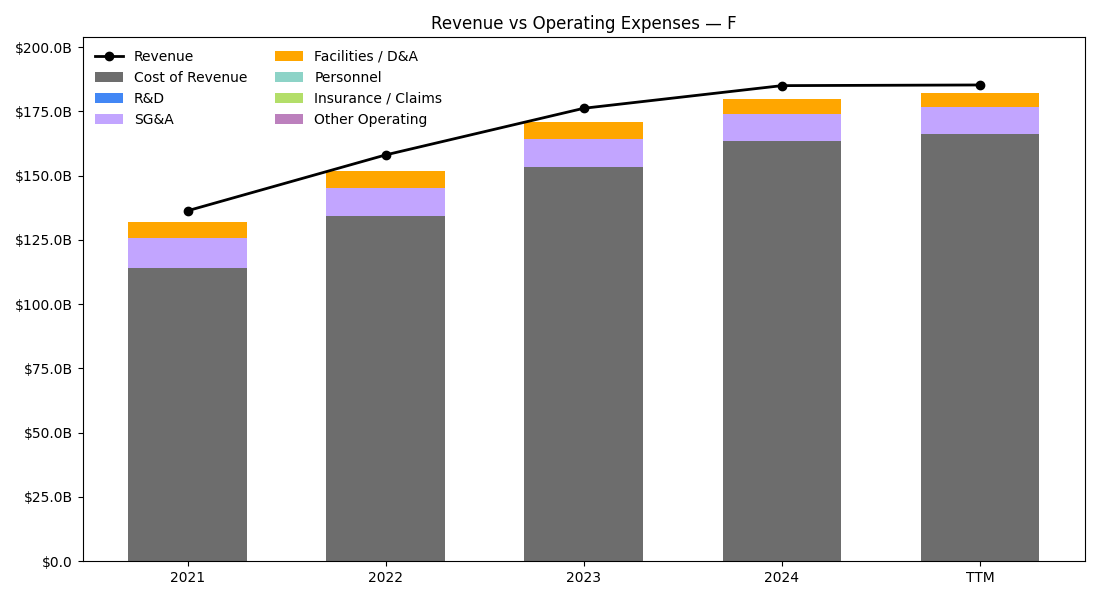 Revenue vs Operating Expenses — F
$200.0B
$175.0B
$150.0B
$125.0B
$100.0B
$75.0B
$50.0B
$25.0B
$0.0
Revenue
Cost of Revenue
R&D
SG&A
Facilities / D&A
Personnel
Insurance / Claims
Other Operating
2021
2022
2023
2024
TTM